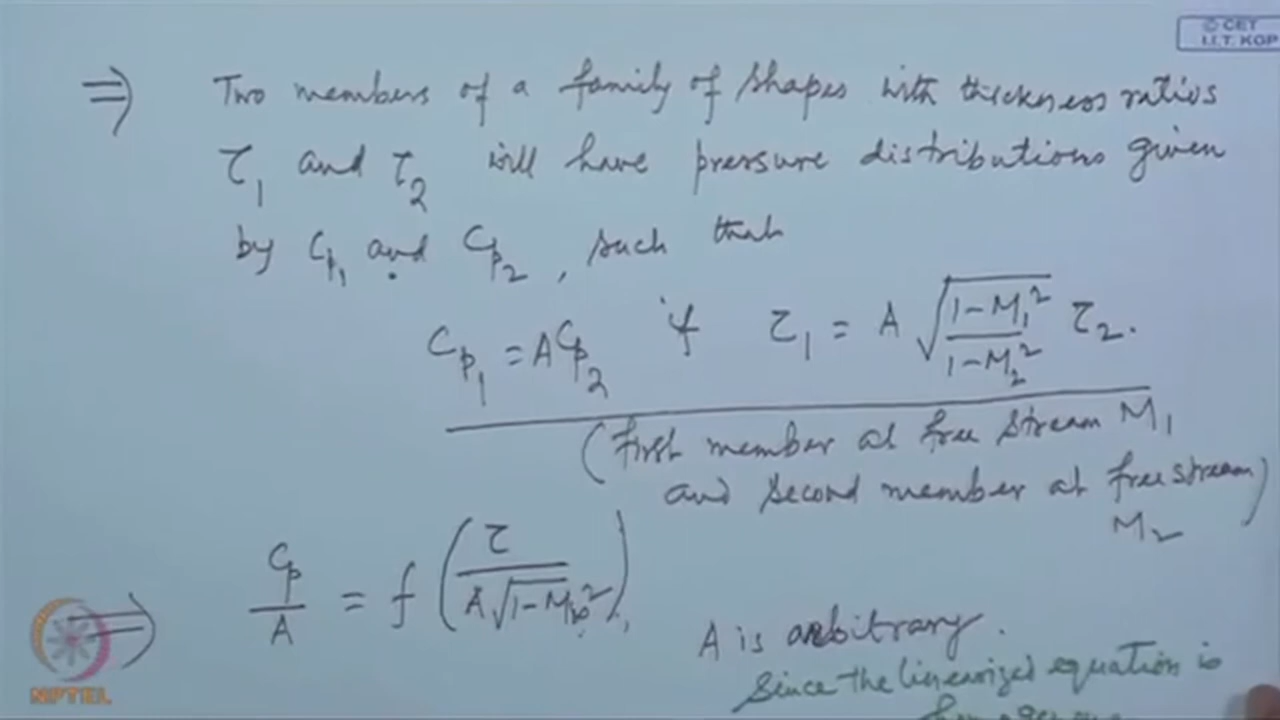 © CET
I.I.T. KGP
⇒ Two members of a family of shapes with thickness ratios
τ₁ and τ₂ will have pressure distributions given
by Cp₁ and Cp₂, such that
Cp₁ = A Cp₂ if τ₁ = A √((1-M₁²)/(1-M₂²)) τ₂.
(First member at free stream M₁
and second member at free stream)
M₂
⇒ Cp/A = f(τ/(A√(1-M∞²))).
A is arbitrary.
Since the linearized equation is
NPTEL